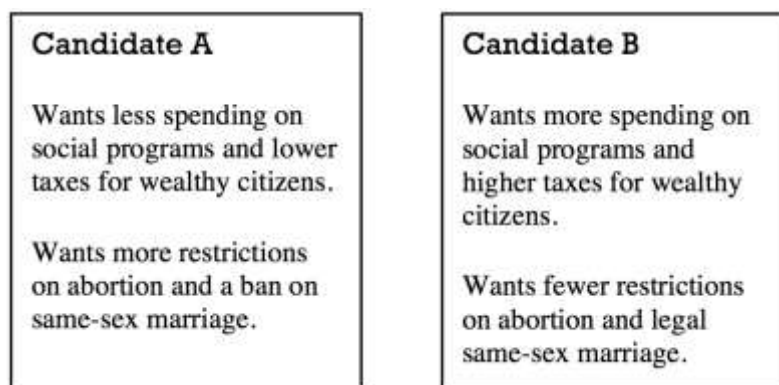 Candidate A
Wants less spending on
social programs and lower
taxes for wealthy citizens.
Wants more restrictions
on abortion and a ban on
same-sex marriage.
Candidate B
Wants more spending on
social programs and
higher taxes for wealthy
citizens.
Wants fewer restrictions
on abortion and legal
same-sex marriage.